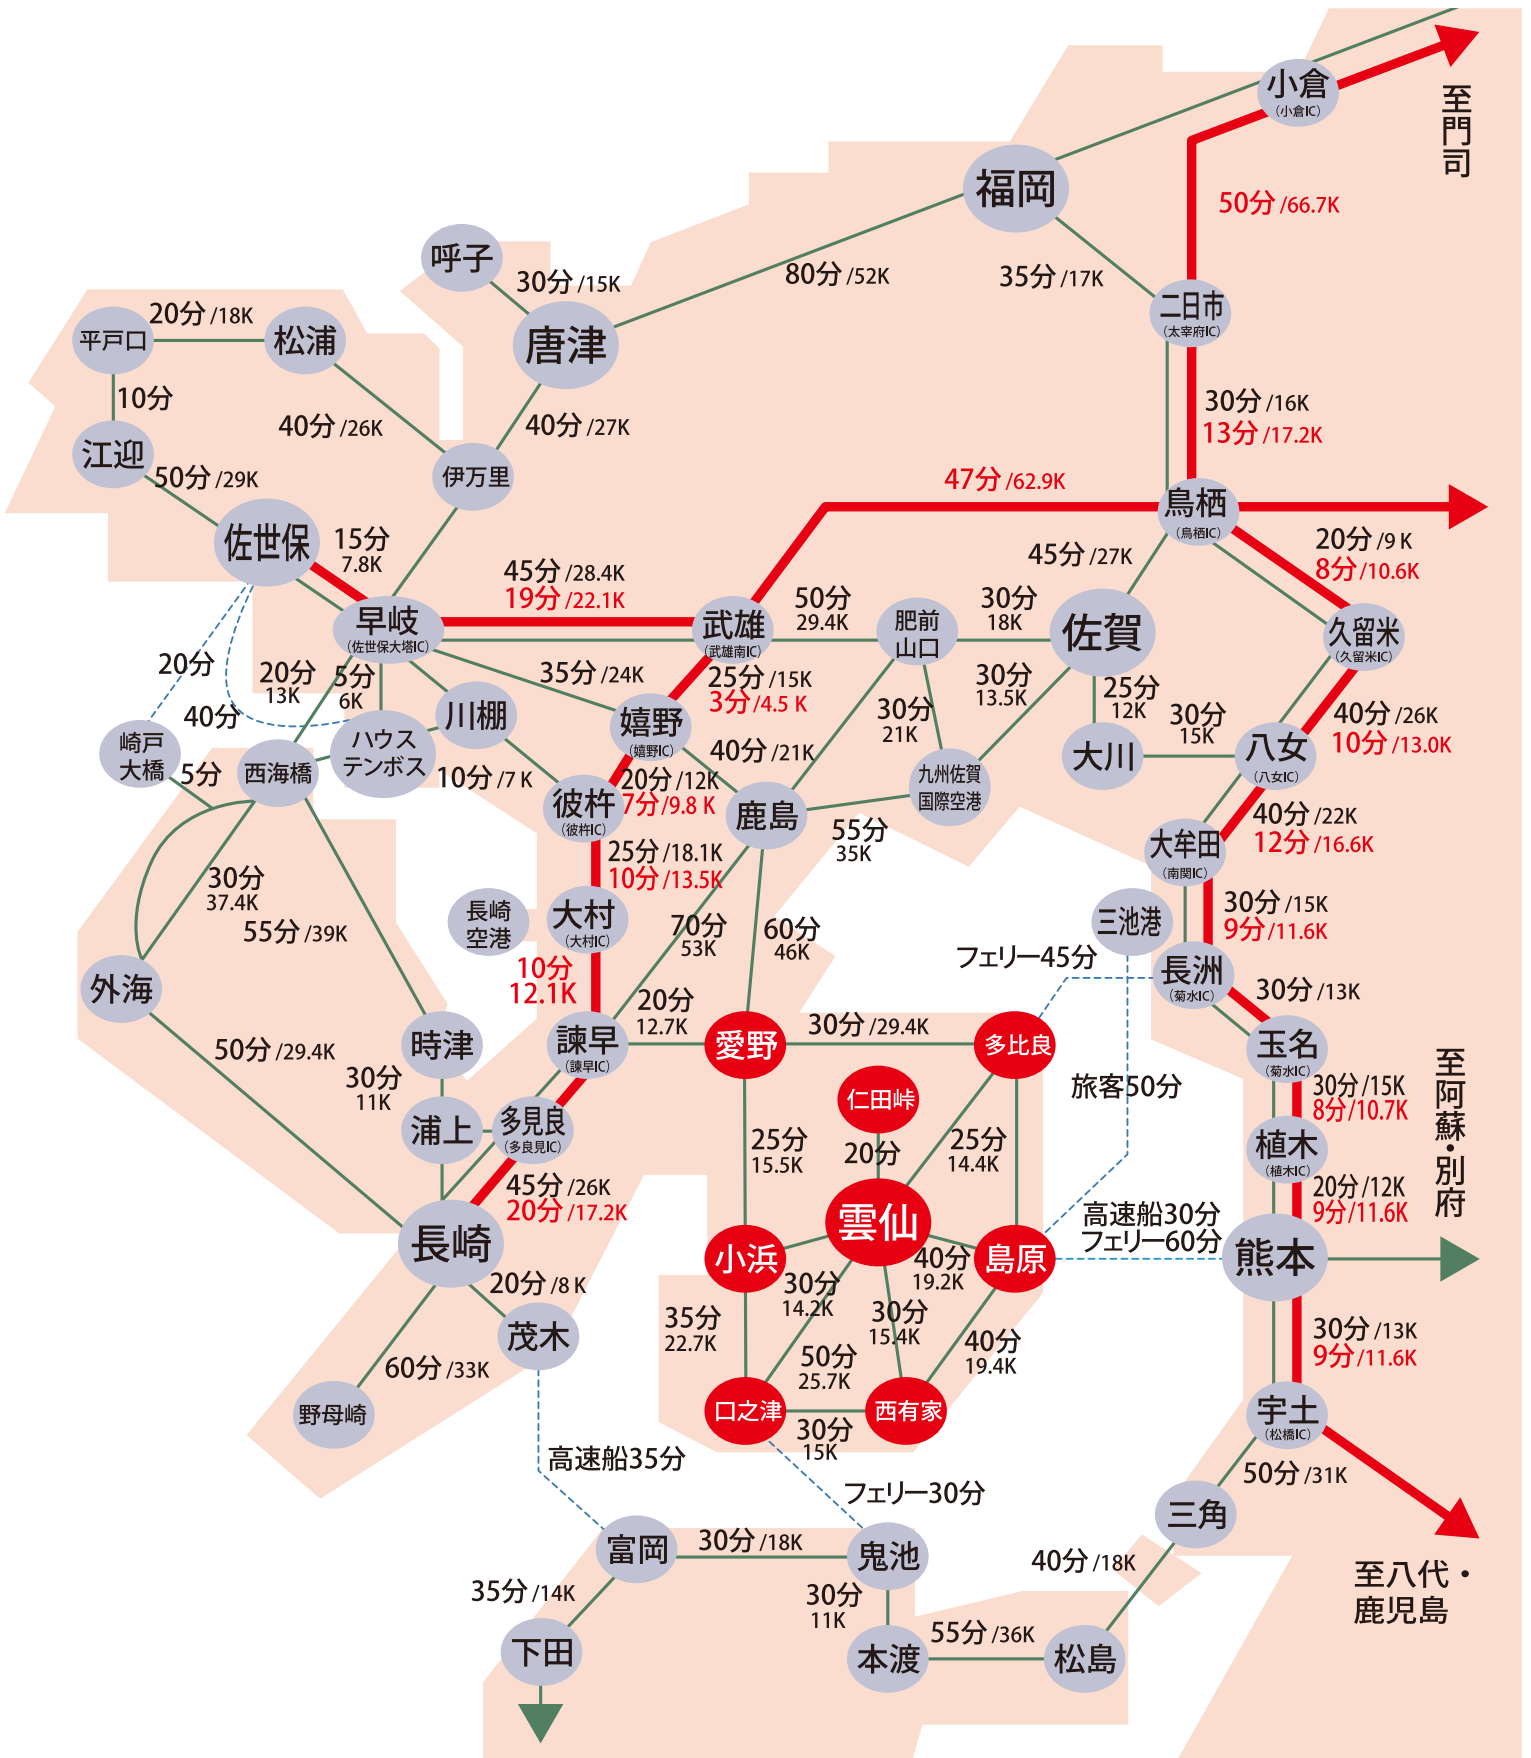 小倉
(小倉IC)
至門司
福岡
50分/66.7K
呼子
30分/15K
80分/52K
35分/17K
二日市
(太宰府IC)
唐津
平戸口
20分/18K
松浦
10分
40分/26K
40分/27K
30分/16K
13分/17.2K
江迎
50分/29K
伊万里
47分/62.9K
鳥栖
(鳥栖IC)
佐世保
15分
7.8K
45分/28.4K
19分/22.1K
45分/27K
20分/9K
8分/10.6K
早岐
(佐世保大塔IC)
武雄
(武雄南IC)
50分
29.4K
肥前
山口
30分
18K
佐賀
久留米
(久留米IC)
20分
20分
13K
5分
6K
35分/24K
25分/15K
3分/4.5K
30分
13.5K
25分
12K
40分
川棚
嬉野
(嬉野IC)
30分
21K
30分
15K
40分/26K
10分/13.0K
崎戸
大橋
5分
西海橋
ハウス
テンボス
10分/7K
40分/21K
20分/12K
7分/9.8K
九州佐賀
国際空港
大川
八女
(八女IC)
彼杵
(彼杵IC)
鹿島
55分
35K
40分/22K
12分/16.6K
大牟田
(南関IC)
30分
37.4K
25分/18.1K
10分/13.5K
55分/39K
長崎
空港
大村
(大村IC)
70分
53K
60分
46K
三池港
30分/15K
9分/11.6K
フェリー45分
外海
10分
12.1K
長洲
(菊水IC)
30分/13K
20分
12.7K
30分/29.4K
50分/29.4K
時津
諫早
(諫早IC)
愛野
多比良
玉名
(菊水IC)
至阿蘇・別府
30分
11K
仁田峠
旅客50分
30分/15K
8分/10.7K
浦上
多見良
(多良見IC)
25分
15.5K
20分
25分
14.4K
植木
(植木IC)
45分/26K
20分/17.2K
20分/12K
9分/11.6K
長崎
雲仙
高速船30分
フェリー60分
小浜
島原
熊本
20分/8K
30分
14.2K
40分
19.2K
茂木
35分
22.7K
30分
15.4K
40分
19.4K
30分/13K
9分/11.6K
60分/33K
50分
25.7K
野母崎
口之津
西有家
宇土
(松橋IC)
30分
15K
高速船35分
50分/31K
フェリー30分
三角
富岡
30分/18K
鬼池
40分/18K
35分/14K
30分
11K
至八代・
鹿児島
下田
本渡
55分/36K
松島